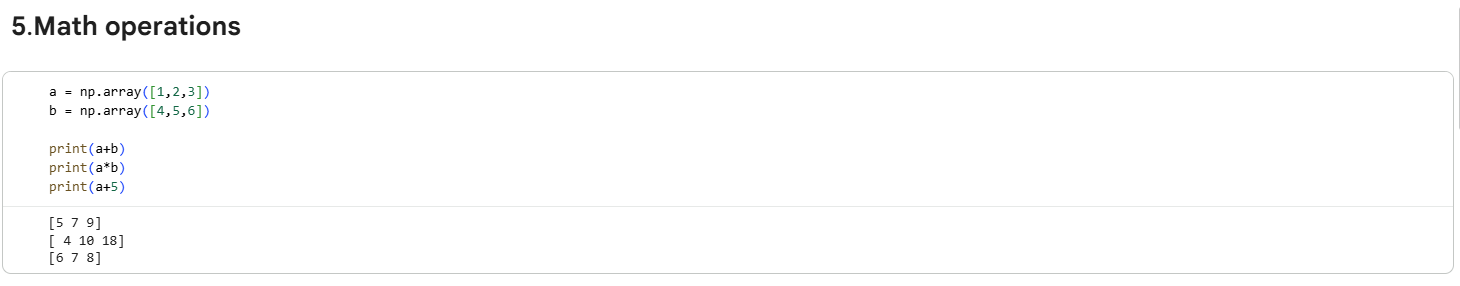 5.Math operations
a = np.array([1,2,3])
b = np.array([4,5,6])
print(a+b)
print(a*b)
print(a+5)
[5 7 9]
[ 4 10 18]
[6 7 8]